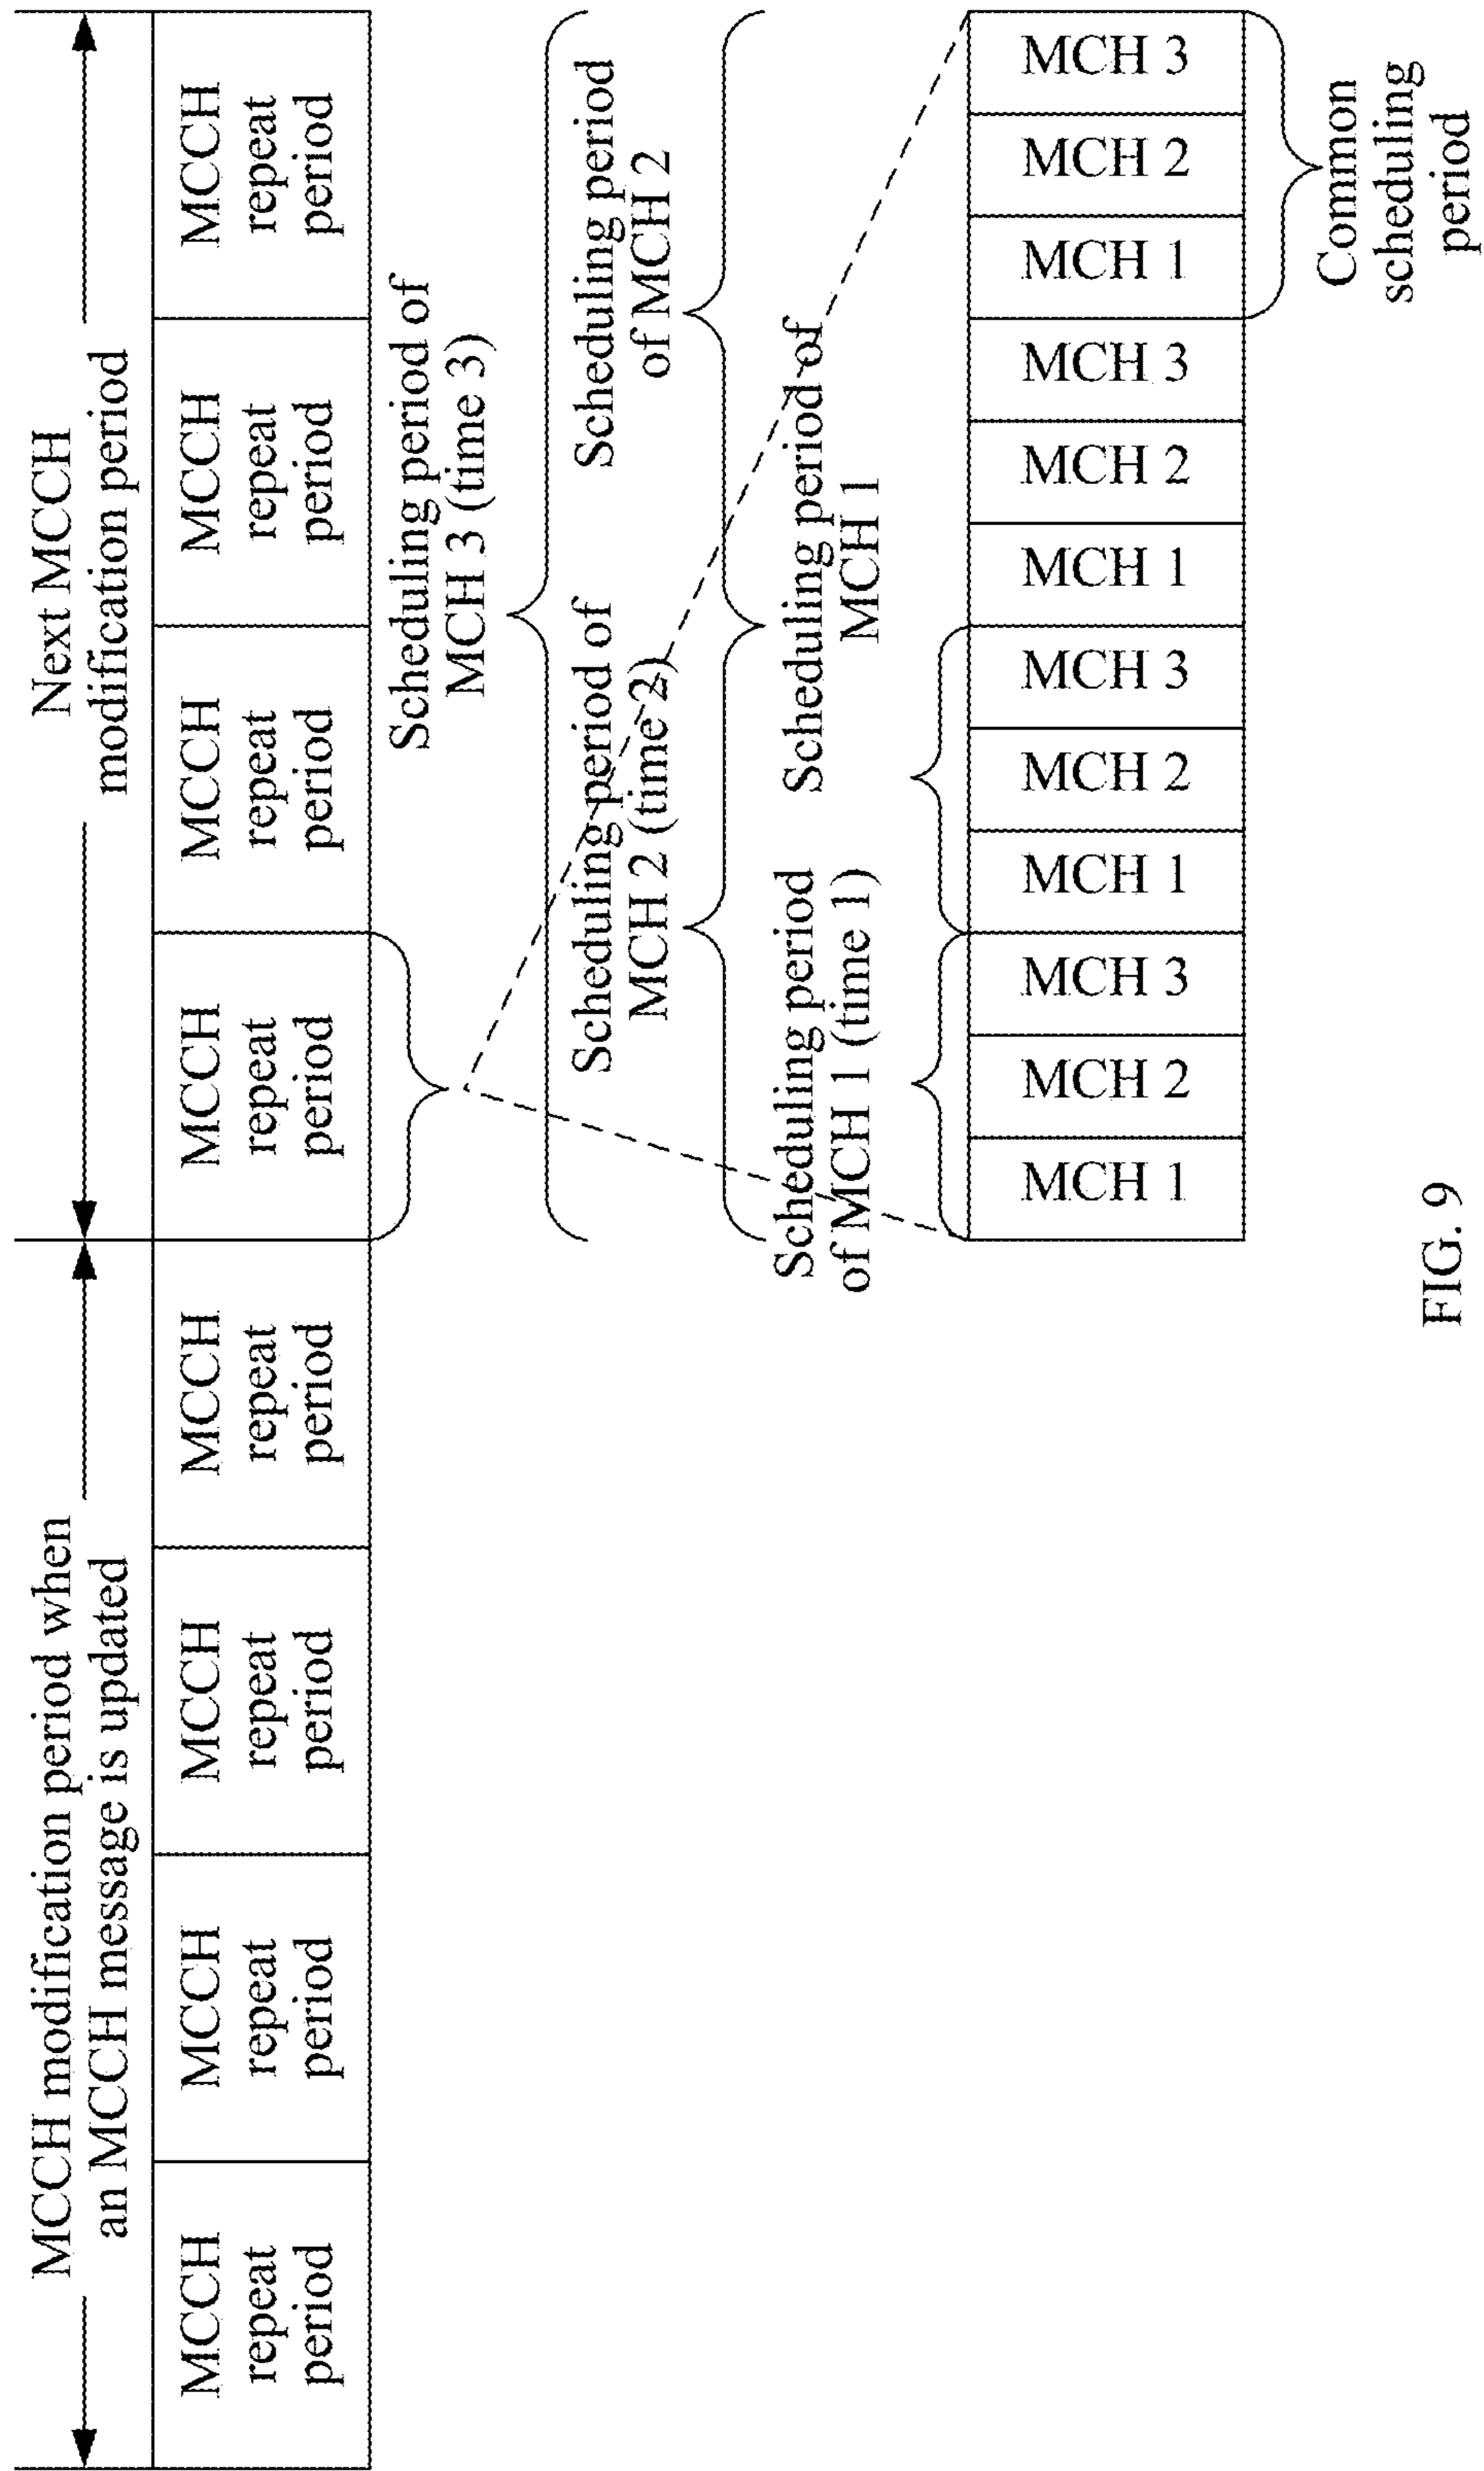 MCCH modification period when
an MCCH message is updated
Next MCCH
modification period
MCCH
repeat
period
MCCH
repeat
period
MCCH
repeat
period
MCCH
repeat
period
MCCH
repeat
period
MCCH
repeat
period
MCCH
repeat
period
MCCH
repeat
period
Scheduling period of
MCH 3 (time 3)
Scheduling period of
MCH 2 (time 2)
Scheduling period
of MCH 2
Scheduling period
of MCH 1 (time 1)
Scheduling period of
MCH 1
MCH 1
MCH 2
MCH 3
MCH 1
MCH 2
MCH 3
MCH 1
MCH 2
MCH 3
MCH 1
MCH 2
MCH 3
Common
scheduling
period
FIG. 9